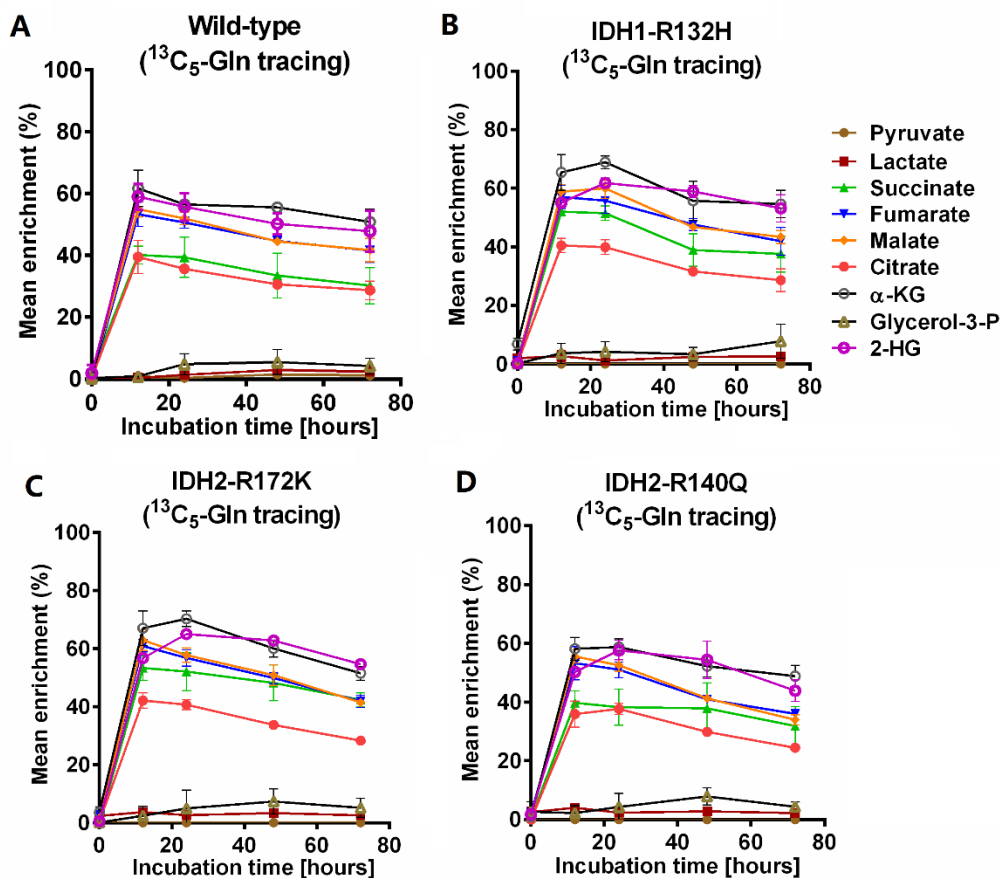 A
Wild-type
(¹³C₅-Gln tracing)
Mean enrichment (%)
100
80
60
40
20
0
0 20 40 60 80
Incubation time [hours]
B
IDH1-R132H
(¹³C₅-Gln tracing)
Mean enrichment (%)
100
80
60
40
20
0
0 20 40 60 80
Incubation time [hours]
Pyruvate
Lactate
Succinate
Fumarate
Malate
Citrate
α-KG
Glycerol-3-P
2-HG
C
IDH2-R172K
(¹³C₅-Gln tracing)
Mean enrichment (%)
100
80
60
40
20
0
0 20 40 60 80
Incubation time [hours]
D
IDH2-R140Q
(¹³C₅-Gln tracing)
Mean enrichment (%)
100
80
60
40
20
0
0 20 40 60 80
Incubation time [hours]